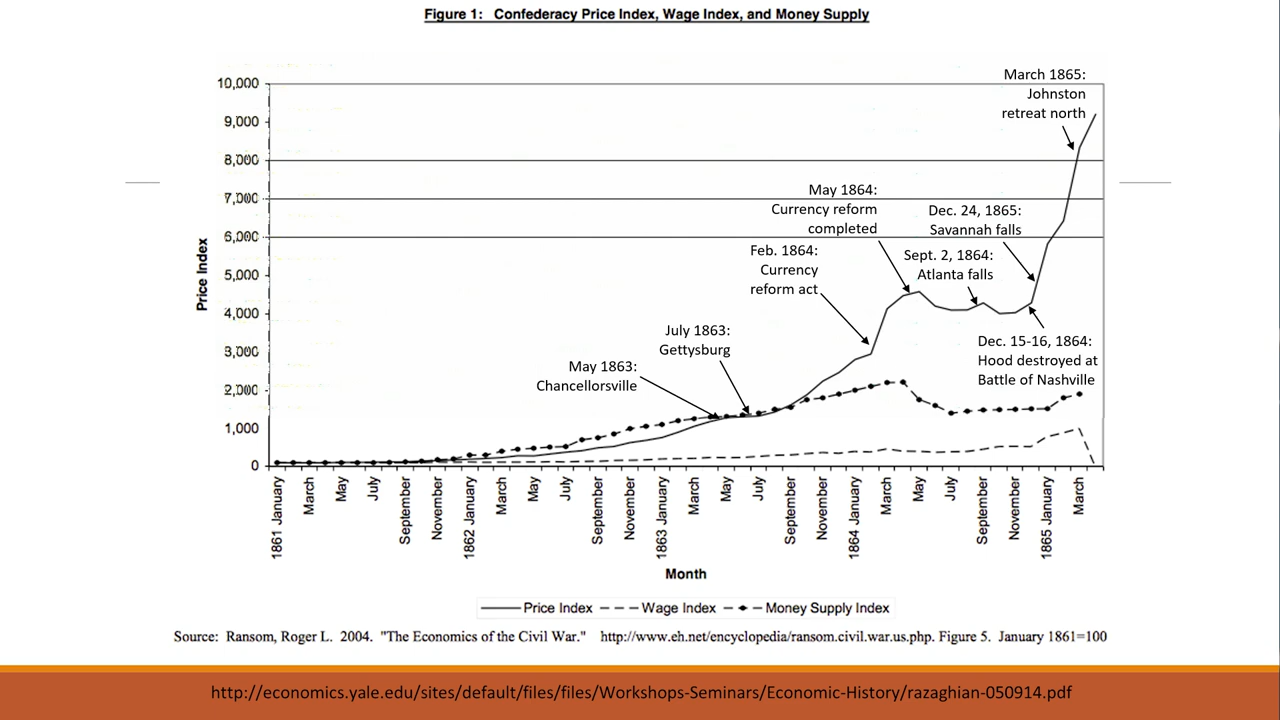 Figure 1: Confederacy Price Index, Wage Index, and Money Supply
10,000
9,000
8,000
7,000
6,000
5,000
4,000
3,000
2,000
1,000
0
Price Index
March 1865:
Johnston
retreat north
May 1864:
Currency reform
completed
Dec. 24, 1865:
Savannah falls
Feb. 1864:
Currency
reform act
Sept. 2, 1864:
Atlanta falls
July 1863:
Gettysburg
May 1863:
Chancellorsville
Dec. 15-16, 1864:
Hood destroyed at
Battle of Nashville
1861 January
March
May
July
September
November
1862 January
March
May
July
September
November
1863 January
March
May
July
September
November
1864 January
March
May
July
September
November
1865 January
March
Month
Price Index
Wage Index
Money Supply Index
Source: Ransom, Roger L. 2004. "The Economics of the Civil War." http://www.eh.net/encyclopedia/ransom.civil.war.us.php. Figure 5. January 1861=100
http://economics.yale.edu/sites/default/files/files/Workshops-Seminars/Economic-History/razaghian-050914.pdf